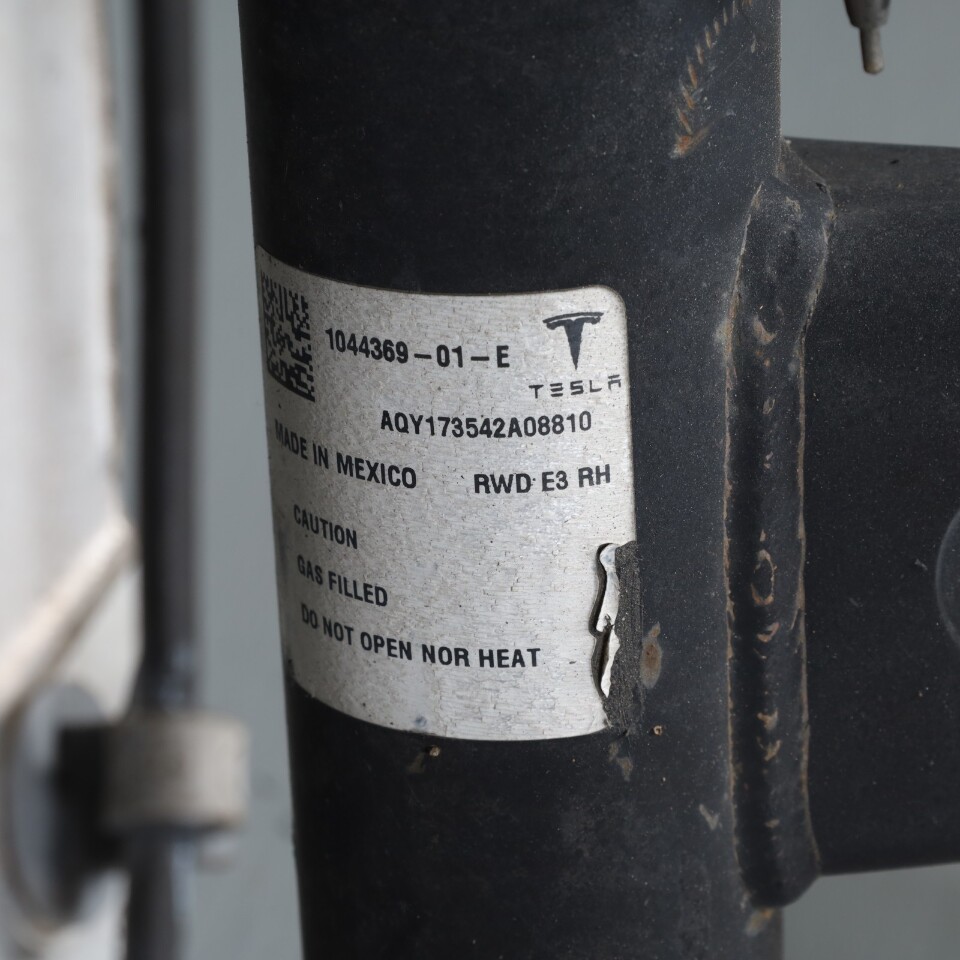 1044369-01-E
TESLA
AQY173542A08810
MADE IN MEXICO RWD E3 RH
CAUTION
GAS FILLED
DO NOT OPEN NOR HEAT